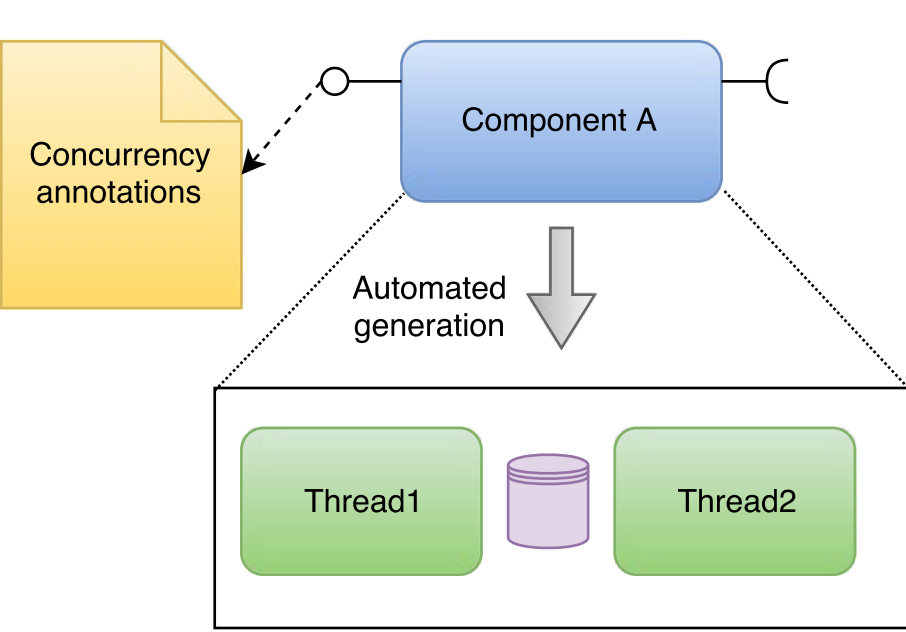 Component A
Concurrency
annotations
Automated
generation
Thread1
Thread2